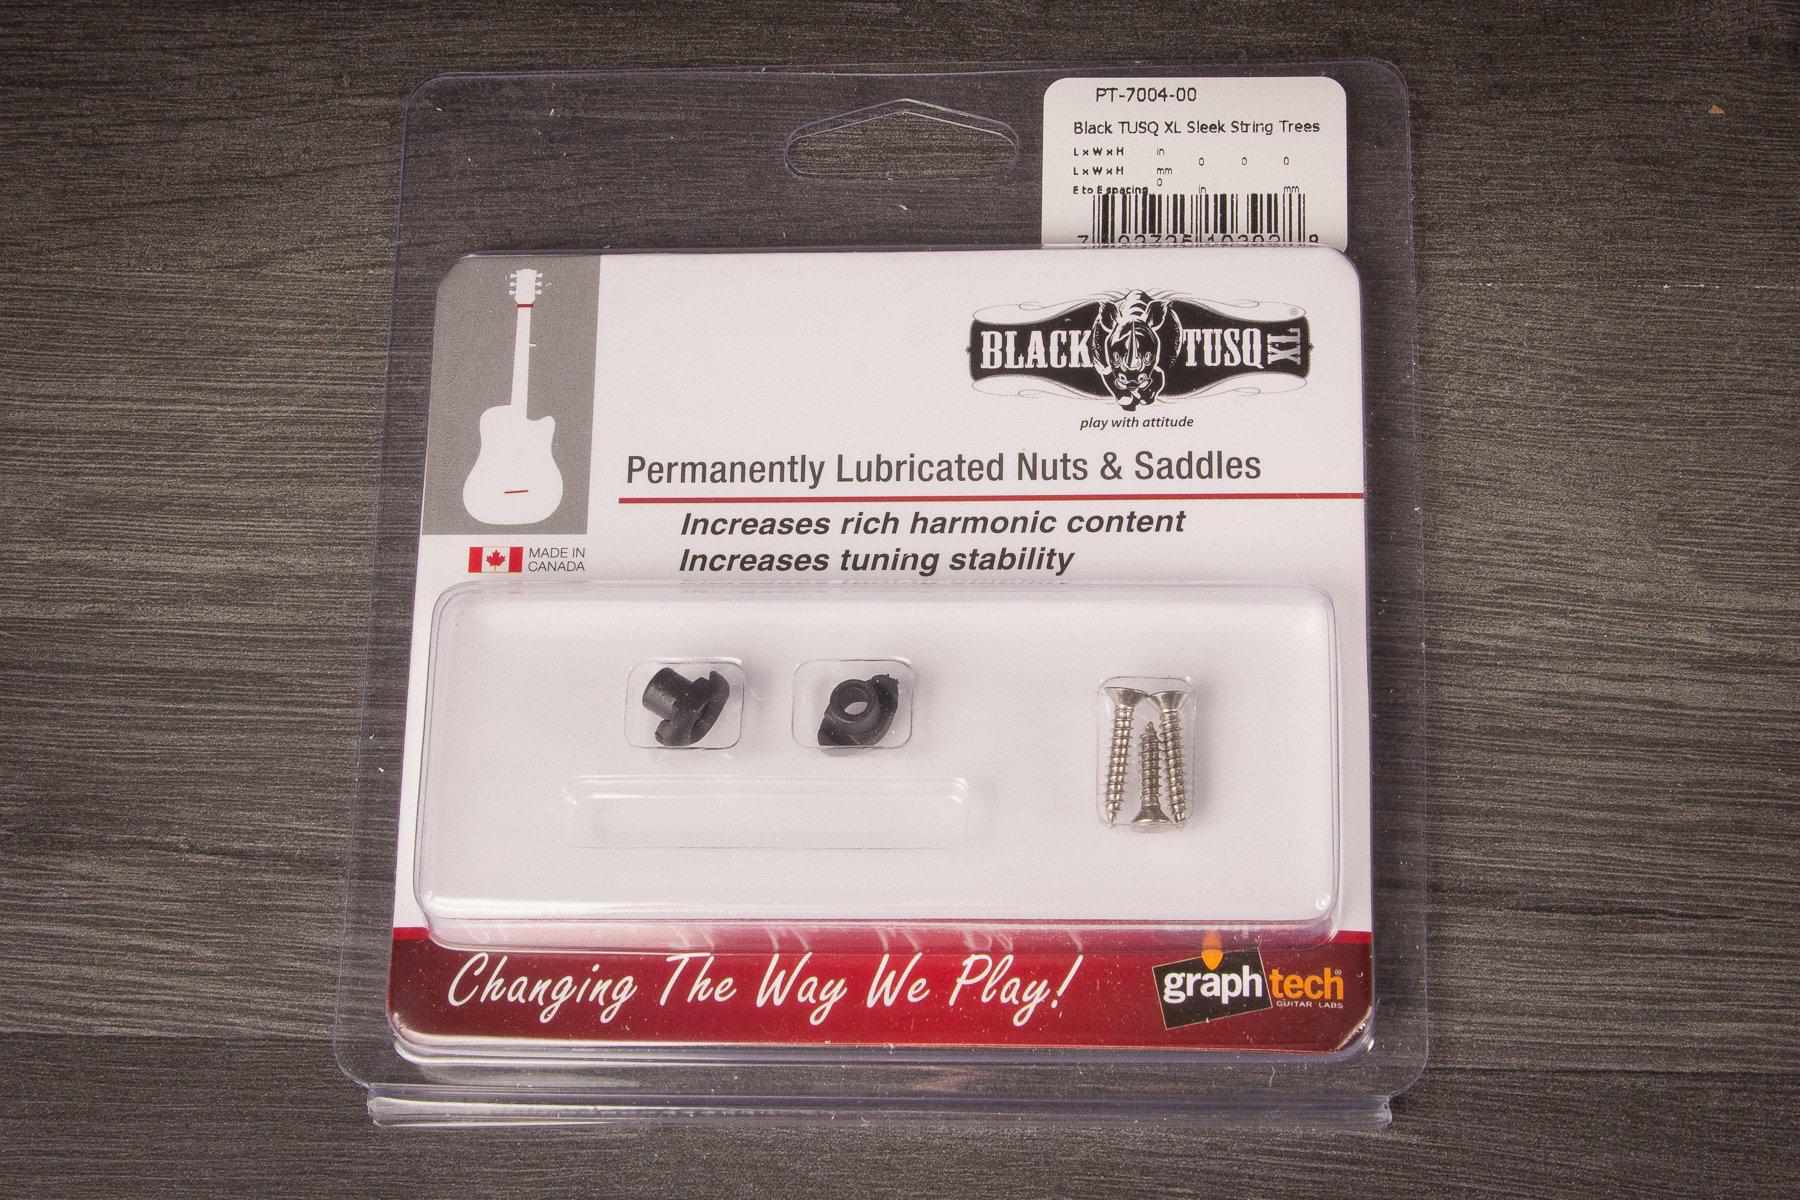 PT-7004-00
Black TUSQ XL Sleek String Trees
L x W x H in
0 0 0
L x W x H mm
E to E spacing 0 in mm
BLACK TUSQ XL
play with attitude
Permanently Lubricated Nuts & Saddles
Increases rich harmonic content
Increases tuning stability
MADE IN
CANADA
Changing The Way We Play!
graph tech
GUITAR LABS